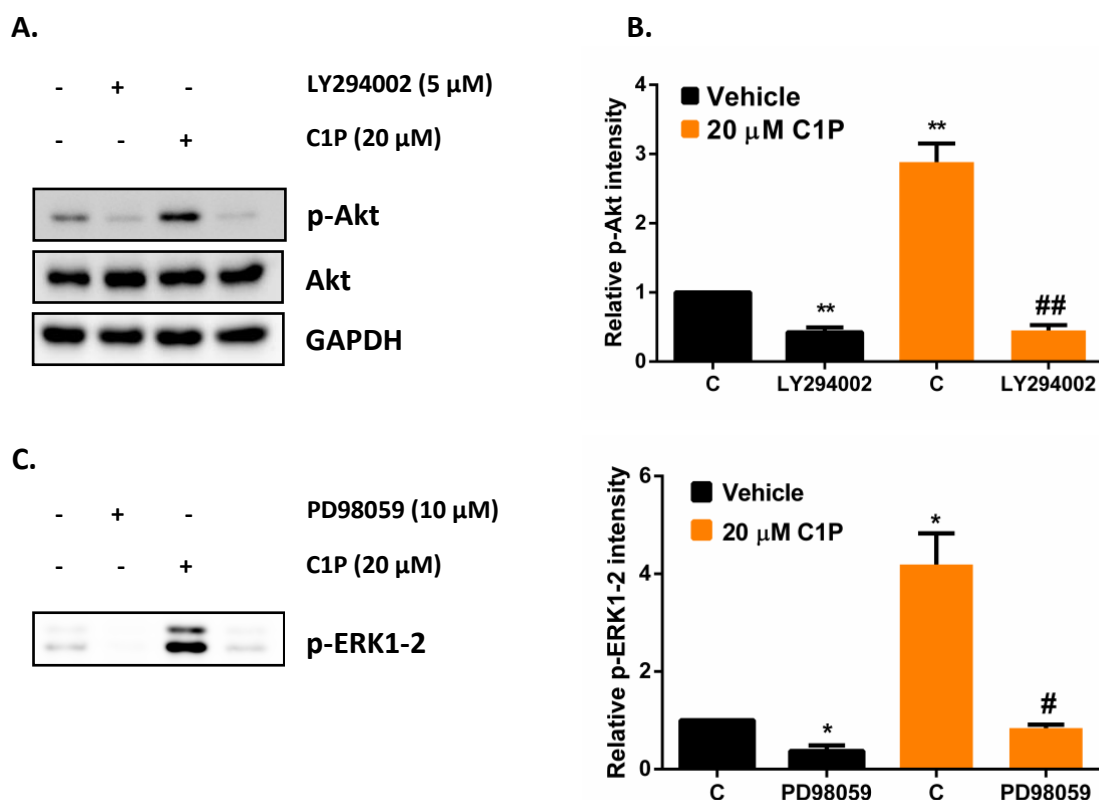 A.
- + - LY294002 (5 µM)
- - + C1P (20 µM)
p-Akt
Akt
GAPDH
B.
Relative p-Akt intensity
4
3
2
1
0
Vehicle
20 µM C1P
**
**
##
C LY294002 C LY294002
C.
- + - PD98059 (10 µM)
- - + C1P (20 µM)
p-ERK1-2
Relative p-ERK1-2 intensity
6
4
2
0
Vehicle
20 µM C1P
*
*
#
C PD98059 C PD98059